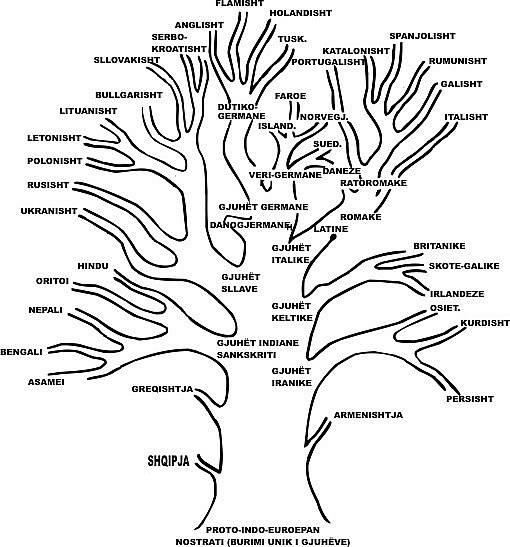 FLAMISHT
HOLANDISHT
ANGLISHT
SERBO-
KROATISHT
TUSK.
SPANJOLISHT
KATALONISHT
SLLOVAKISHT
PORTUGALISHT
RUMUNISHT
GALISHT
BULLGARISHT
FAROE
DUTIKO-
GERMANE
LITUANISHT
ISLAND.
NORVEGJ.
ITALISHT
LETONISHT
SUED.
POLONISHT
VERI-GERMANE
DANEZE
RATOROMAKE
RUSISHT
GJUHËT GERMANE
UKRANISHT
ROMAKE
DANOGJERMANE
LATINE
GJUHËT
ITALIKE
BRITANIKE
HINDU
GJUHËT
SLLAVE
SKOTE-GALIKE
ORITOI
IRLANDEZE
GJUHËT
KELTIKE
NEPALI
OSIET.
KURDISHT
GJUHËT INDIANE
SANKSKRITI
BENGALI
GJUHËT
IRANIKE
ASAMEI
GREQISHTJA
PERSISHT
ARMENISHTJA
SHQIPJA
PROTO-INDO-EUROEPAN
NOSTRATI (BURIMI UNIK I GJUHËVE)